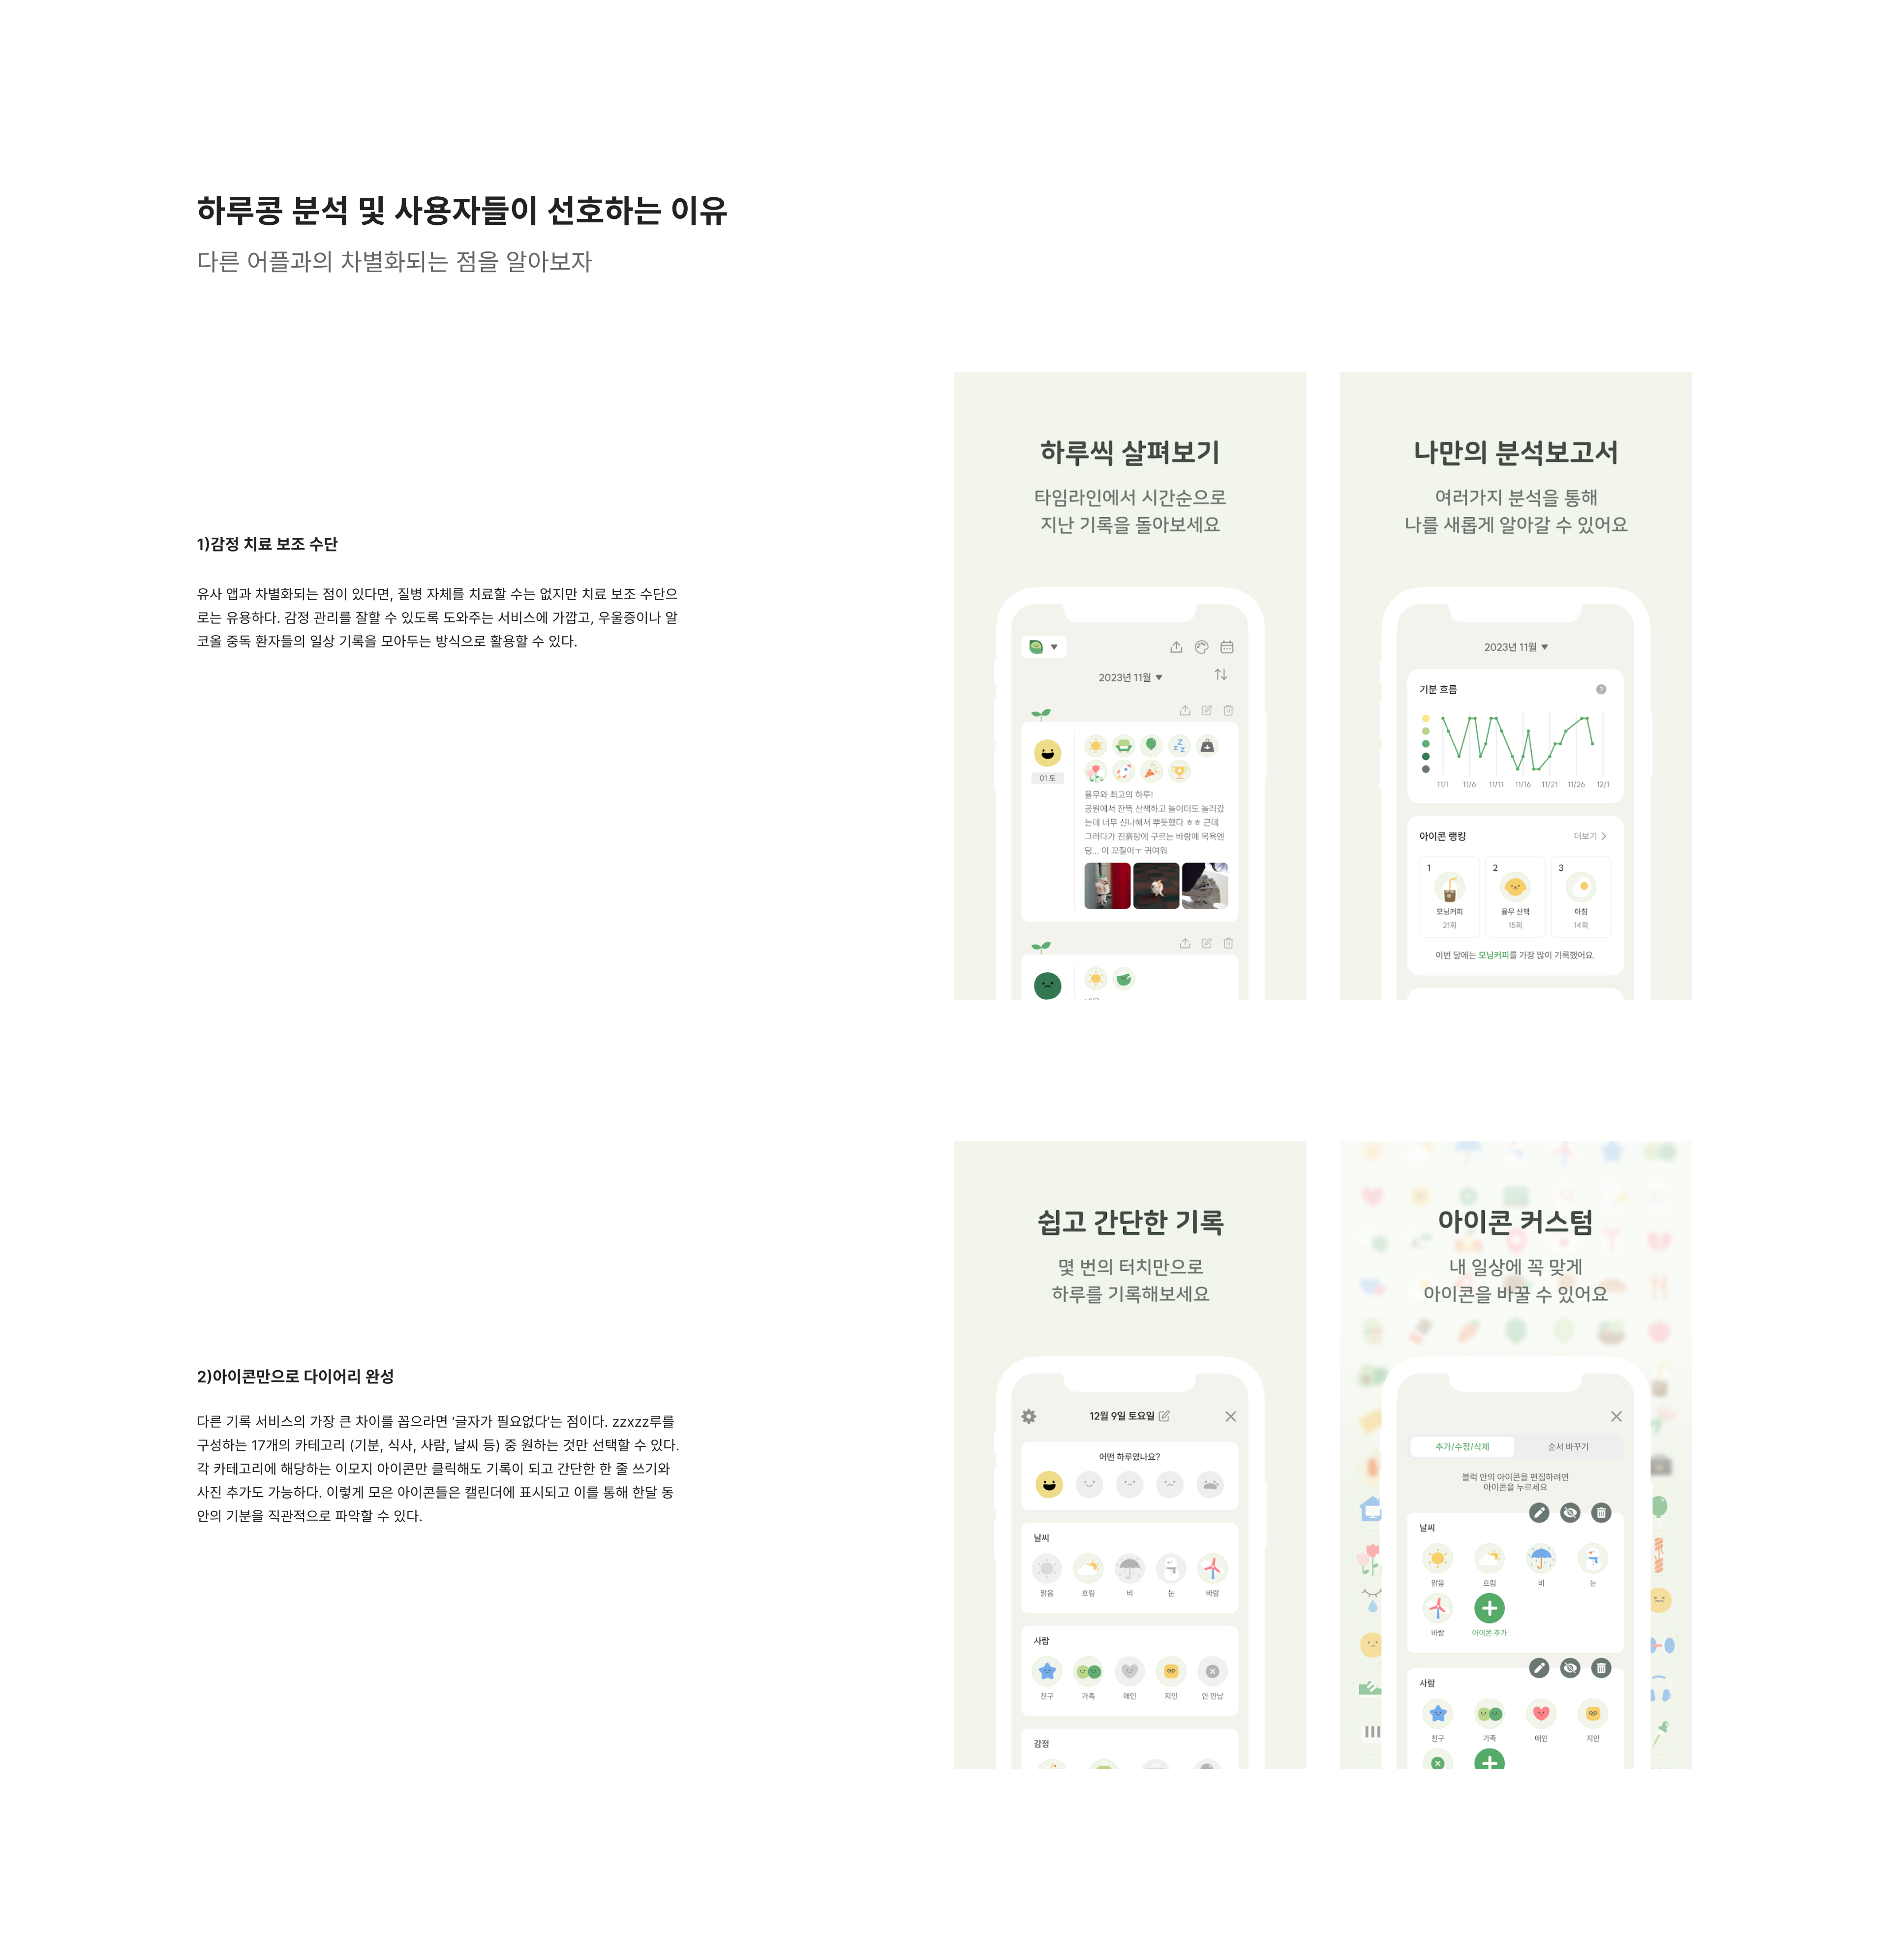 하루콩 분석 및 사용자들이 선호하는 이유
다른 어플과의 차별화되는 점을 알아보자
1)감정 치료 보조 수단
유사 앱과 차별화되는 점이 있다면, 질병 자체를 치료할 수는 없지만 치료 보조 수단으
로는 유용하다. 감정 관리를 잘할 수 있도록 도와주는 서비스에 가깝고, 우울증이나 알
코올 중독 환자들의 일상 기록을 모아두는 방식으로 활용할 수 있다.
하루씩 살펴보기
타임라인에서 시간순으로
지난 기록을 돌아보세요
2023년 11월
01 토
율무와 최고의 하루!
공원에서 잔뜩 산책하고 놀이터도 놀러갔
는데 너무 신나해서 뿌듯했다 ㅎㅎ 근데
그러다가 진흙탕에 구르는 바람에 목욕엔
딩... 이 꼬질이ㅜ 귀여워
나만의 분석보고서
여러가지 분석을 통해
나를 새롭게 알아갈 수 있어요
2023년 11월
기분 흐름
?
11/1 11/6 11/11 11/16 11/21 11/26 12/1
아이콘 랭킹 더보기
1 2 3
모닝커피 율무 산책 아침
21회 15회 14회
이번 달에는 모닝커피를 가장 많이 기록했어요.
2)아이콘만으로 다이어리 완성
다른 기록 서비스의 가장 큰 차이를 꼽으라면 ‘글자가 필요없다’는 점이다. zzxzz루를
구성하는 17개의 카테고리 (기분, 식사, 사람, 날씨 등) 중 원하는 것만 선택할 수 있다.
각 카테고리에 해당하는 이모지 아이콘만 클릭해도 기록이 되고 간단한 한 줄 쓰기와
사진 추가도 가능하다. 이렇게 모은 아이콘들은 캘린더에 표시되고 이를 통해 한달 동
안의 기분을 직관적으로 파악할 수 있다.
쉽고 간단한 기록
몇 번의 터치만으로
하루를 기록해보세요
12월 9일 토요일
어떤 하루였나요?
날씨
맑음 흐림 비 눈 바람
사람
친구 가족 애인 지인 안 만남
감정
아이콘 커스텀
내 일상에 꼭 맞게
아이콘을 바꿀 수 있어요
추가/수정/삭제 순서 바꾸기
블럭 안의 아이콘을 편집하려면
아이콘을 누르세요
날씨
맑음 흐림 비 눈
바람 아이콘 추가
사람
친구 가족 애인 지인